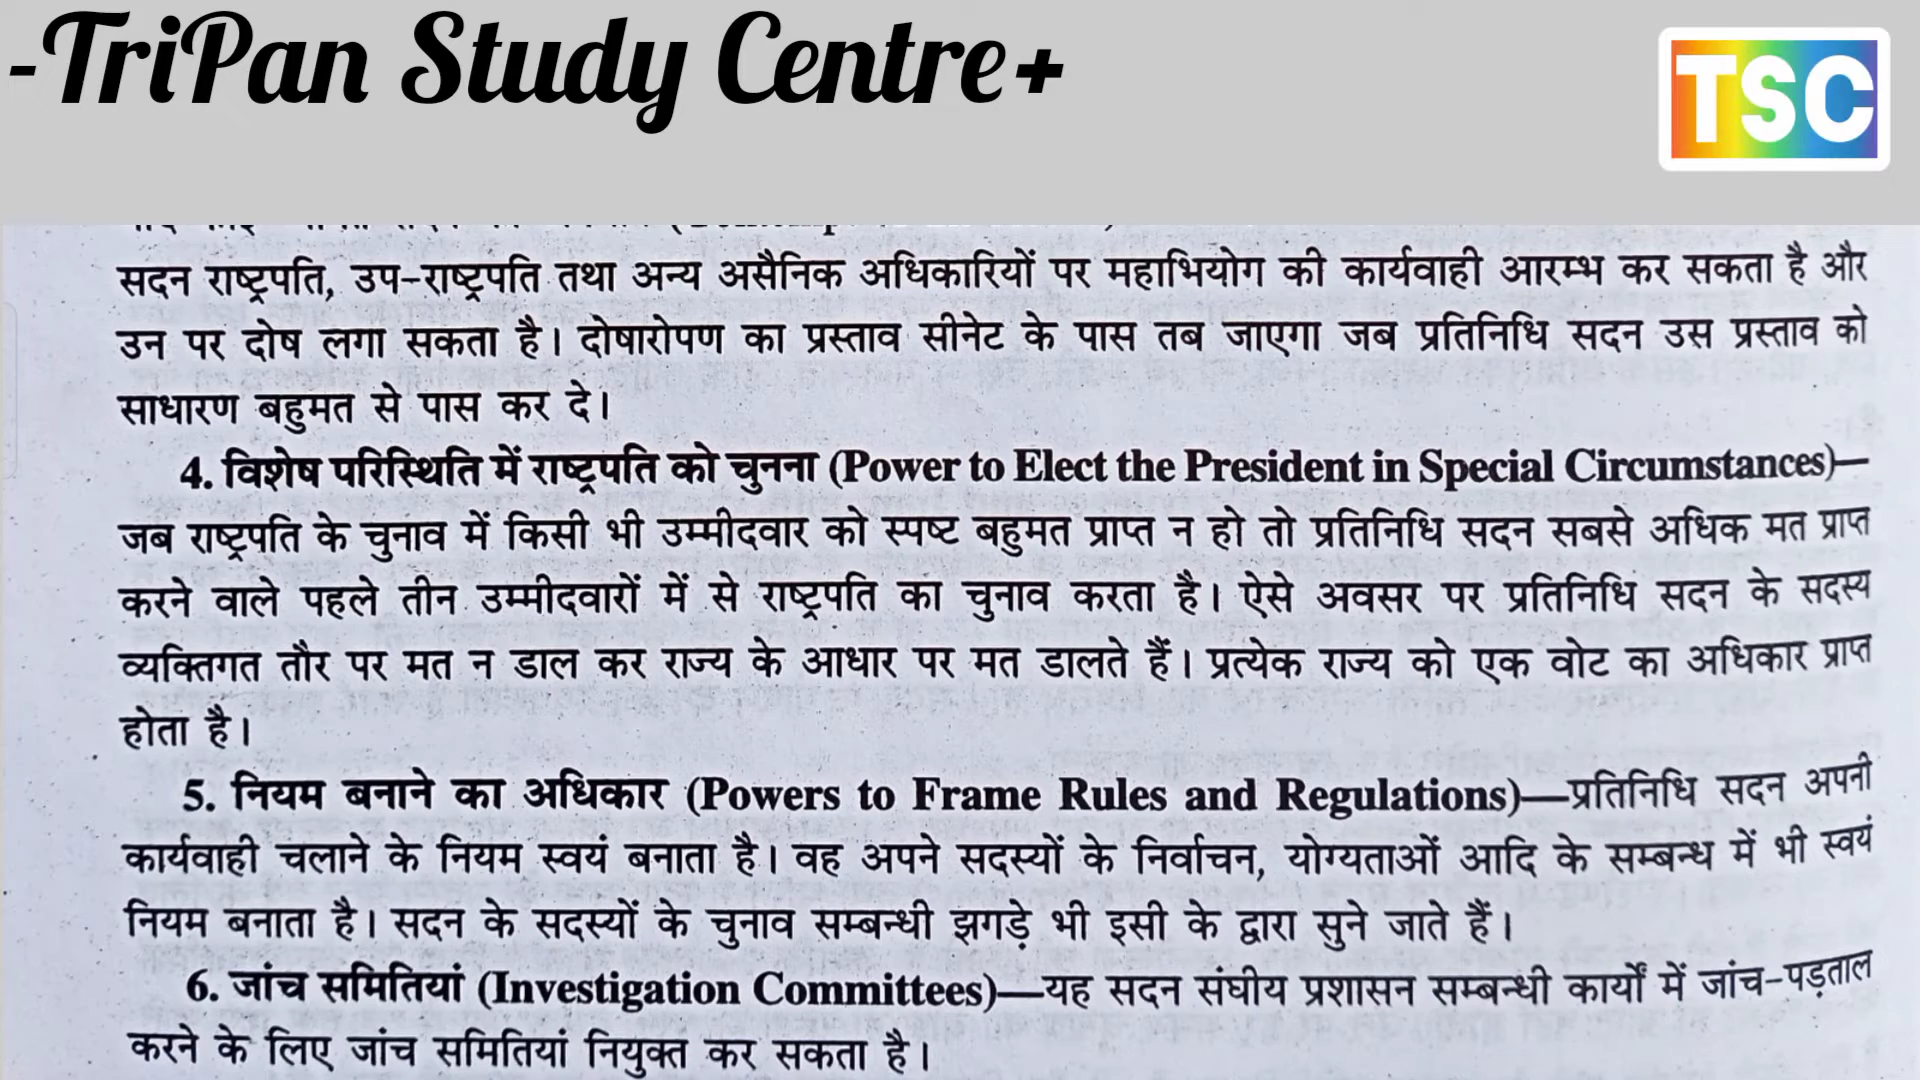 -TriPan Study Centre+
TSC
सदन राष्ट्रपति, उप-राष्ट्रपति तथा अन्य असैनिक अधिकारियों पर महाभियोग की कार्यवाही आरम्भ कर सकता है और
उन पर दोष लगा सकता है। दोषारोपण का प्रस्ताव सीनेट के पास तब जाएगा जब प्रतिनिधि सदन उस प्रस्ताव को
साधारण बहुमत से पास कर दे।
4. विशेष परिस्थिति में राष्ट्रपति को चुनना (Power to Elect the President in Special Circumstances)—
जब राष्ट्रपति के चुनाव में किसी भी उम्मीदवार को स्पष्ट बहुमत प्राप्त न हो तो प्रतिनिधि सदन सबसे अधिक मत प्राप्त
करने वाले पहले तीन उम्मीदवारों में से राष्ट्रपति का चुनाव करता है। ऐसे अवसर पर प्रतिनिधि सदन के सदस्य
व्यक्तिगत तौर पर मत न डाल कर राज्य के आधार पर मत डालते हैं। प्रत्येक राज्य को एक वोट का अधिकार प्राप्त
होता है।
5. नियम बनाने का अधिकार (Powers to Frame Rules and Regulations)—प्रतिनिधि सदन अपनी
कार्यवाही चलाने के नियम स्वयं बनाता है। वह अपने सदस्यों के निर्वाचन, योग्यताओं आदि के सम्बन्ध में भी स्वयं
नियम बनाता है। सदन के सदस्यों के चुनाव सम्बन्धी झगड़े भी इसी के द्वारा सुने जाते हैं।
6. जांच समितियां (Investigation Committees)—यह सदन संघीय प्रशासन सम्बन्धी कार्यों में जांच-पड़ताल
करने के लिए जांच समितियां नियुक्त कर सकता है।